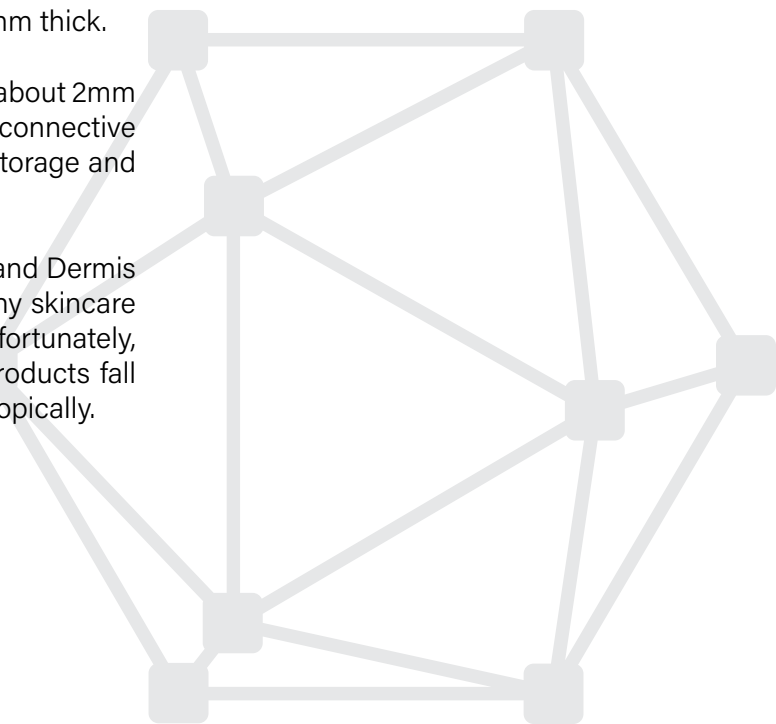 mm thick.
about 2mm
connective
torage and
and Dermis
ny skincare
fortunately,
roducts fall
opically.